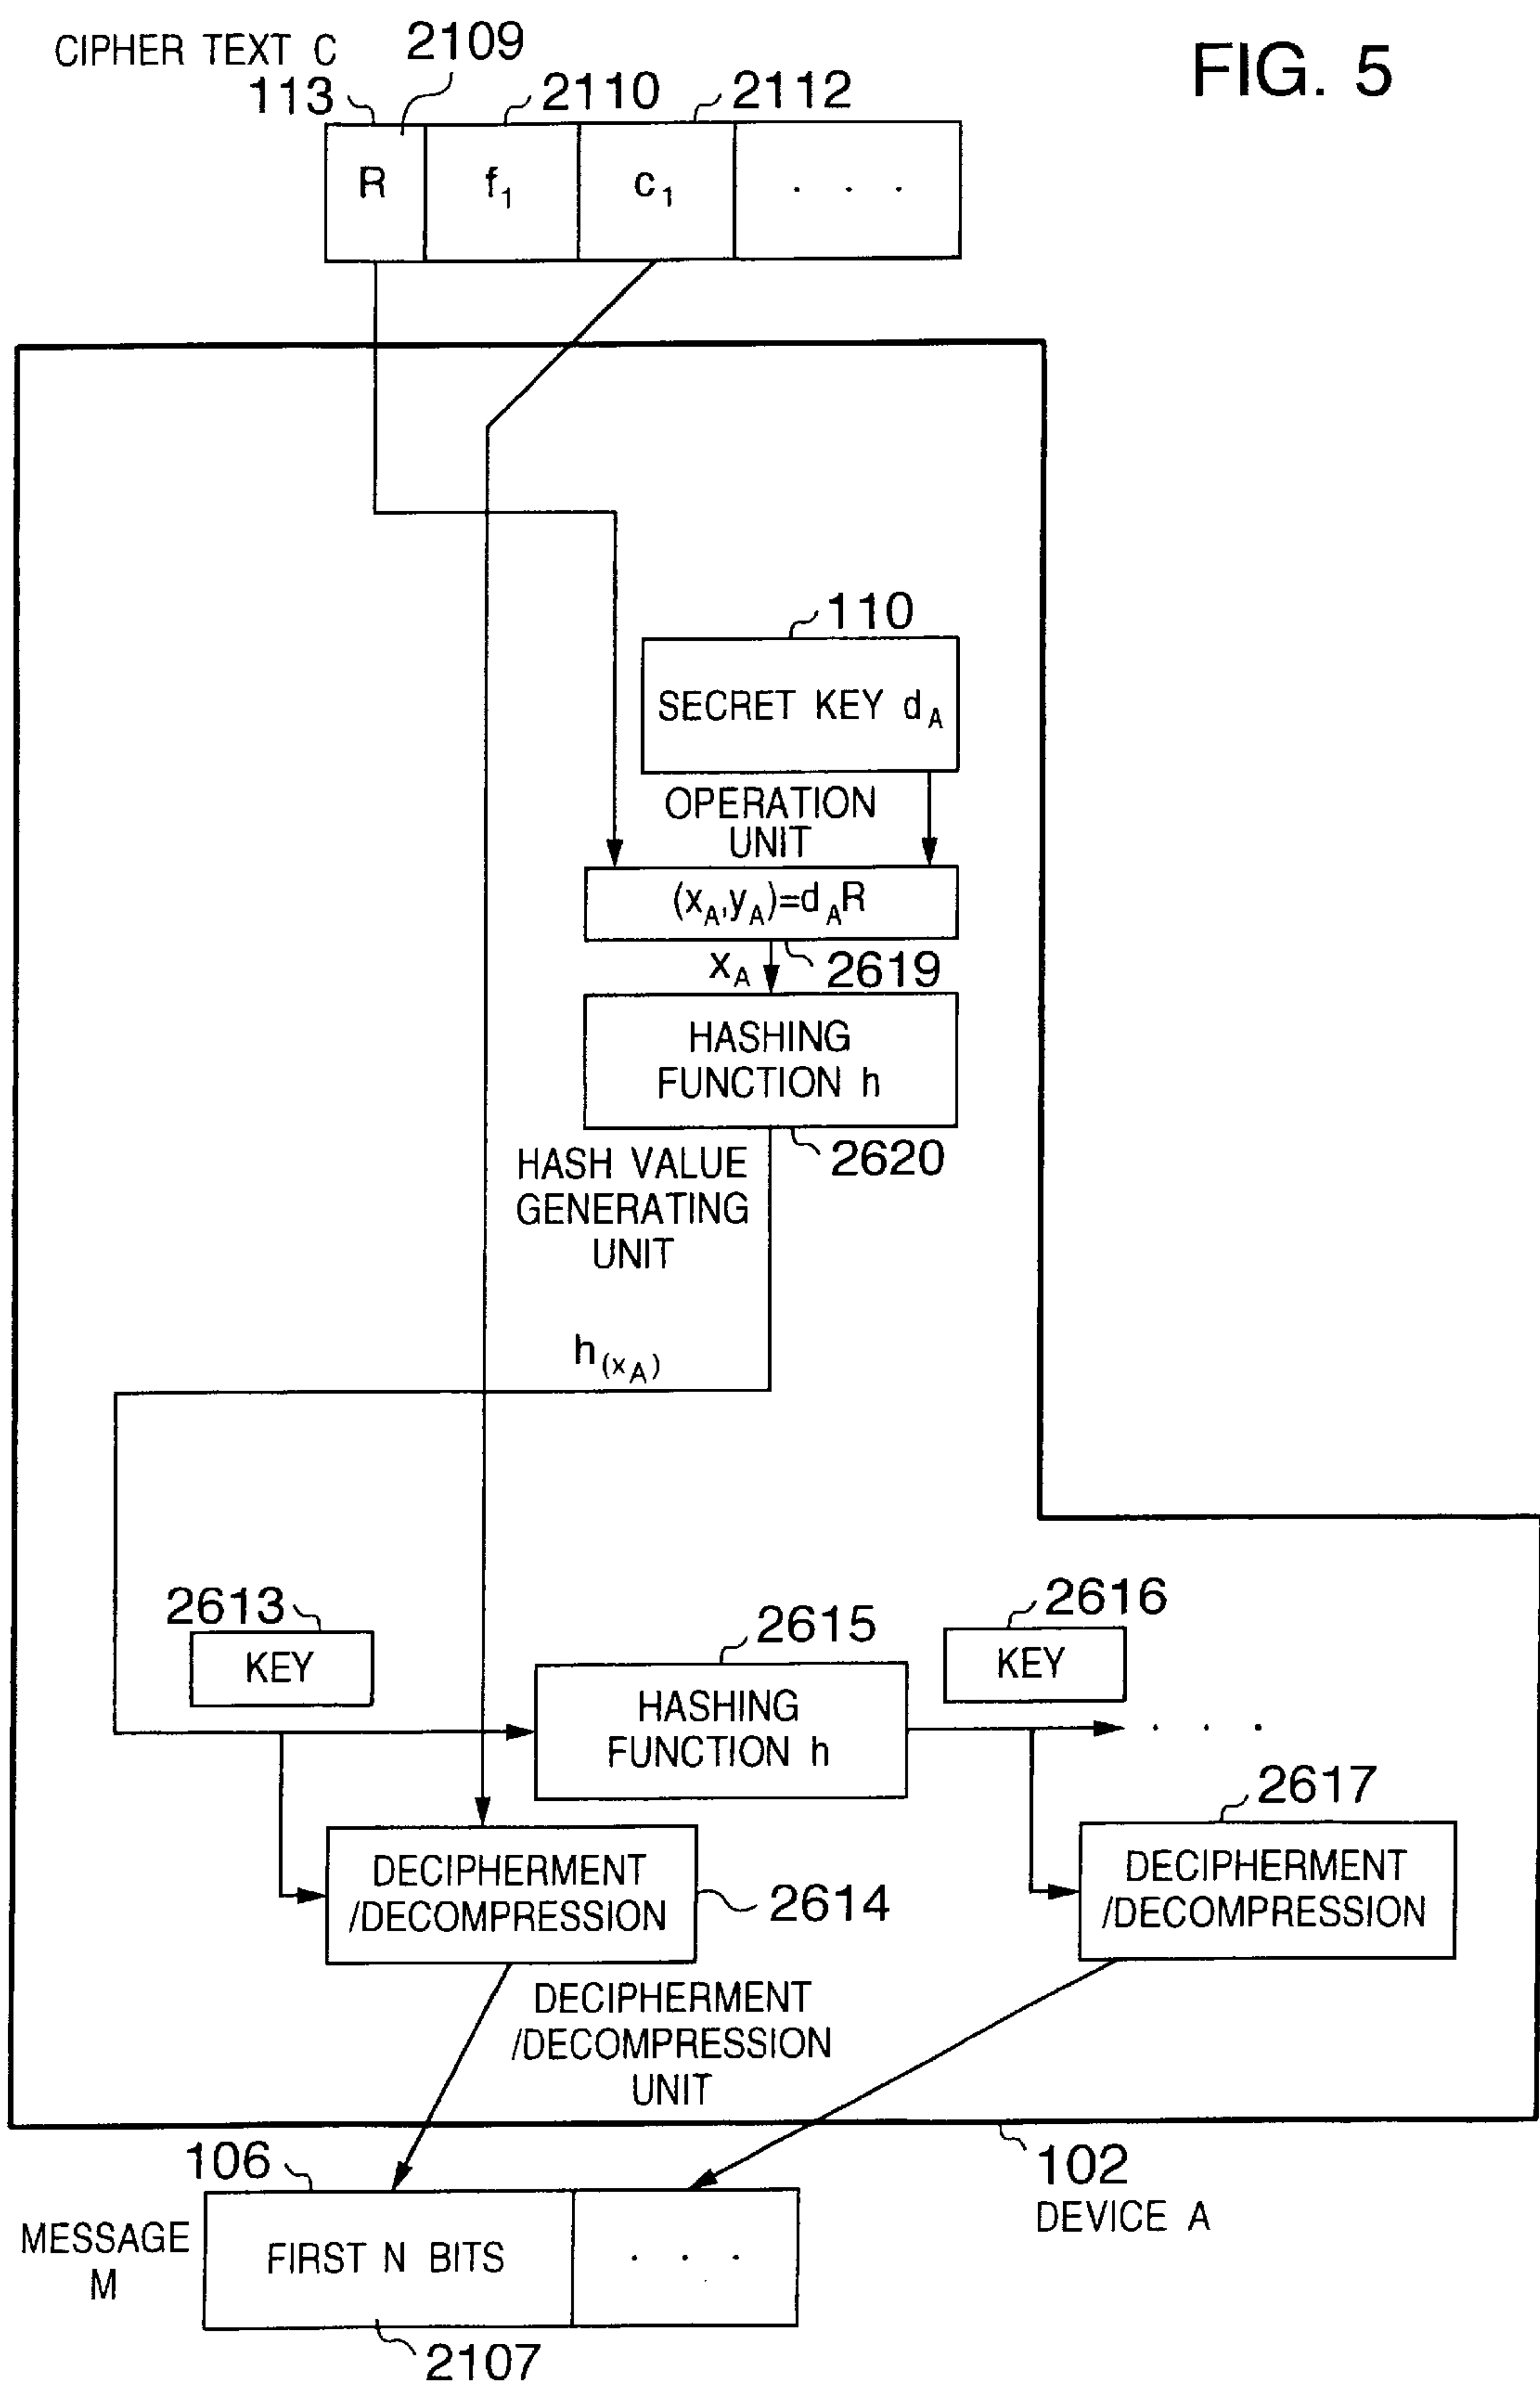 FIG. 5
CIPHER TEXT C
2109
113
2110
2112
R
f1
c1
. . .
110
SECRET KEY dA
OPERATION
UNIT
(xA,yA)=dAR
xA
2619
HASHING
FUNCTION h
2620
HASH VALUE
GENERATING
UNIT
h(xA)
2613
KEY
2615
HASHING
FUNCTION h
2616
KEY
. . .
2617
DECIPHERMENT
/DECOMPRESSION
2614
DECIPHERMENT
/DECOMPRESSION
DECIPHERMENT
/DECOMPRESSION
UNIT
102
DEVICE A
106
MESSAGE
M
FIRST N BITS
. . .
2107